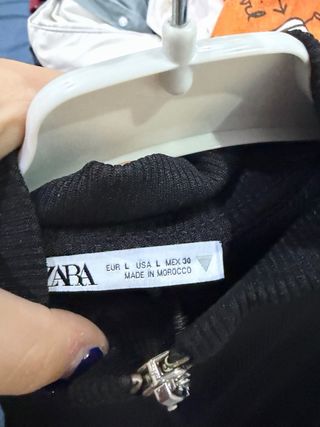 ZARA
EUR L USA L MEX 30
MADE IN MOROCCO